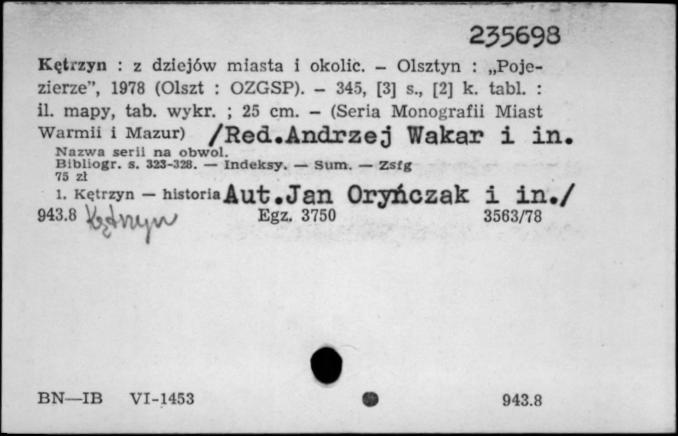 235698
Kętrzyn : z dziejów miasta i okolic. – Olsztyn : „Poje-
zierze”, 1978 (Olszt : OZGSP). – 345, [3] s., [2] k. tabl. :
il. mapy, tab. wykr. ; 25 cm. – (Seria Monografii Miast
Warmii i Mazur) /Red.Andrzej Wakar i in.
Nazwa serii na obwol.
Bibliogr. s. 323-328. — Indeksy. — Sum. — Zsfg
75 zł
1. Kętrzyn — historia Aut.Jan Oryńczak i in./
943.8 Kętrzyn Egz. 3750 3563/78
BN—IB VI-1453 943.8